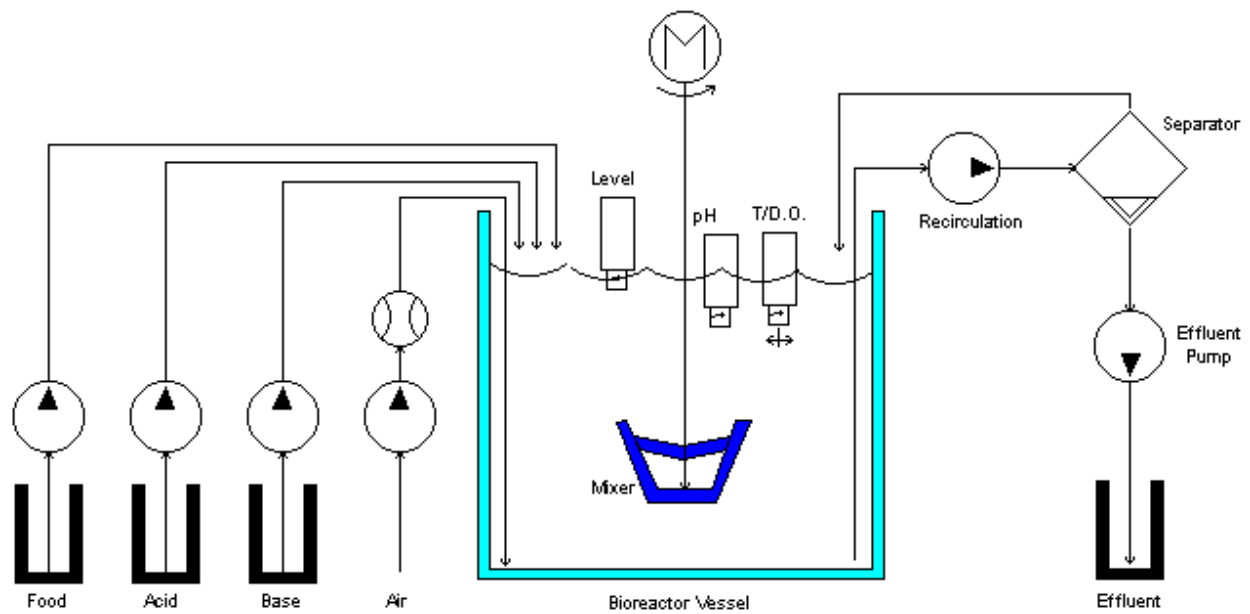 M
Separator
Level
pH
T/D.O.
Recirculation
Effluent
Pump
Mixer
Food
Acid
Base
Air
Bioreactor Vessel
Effluent